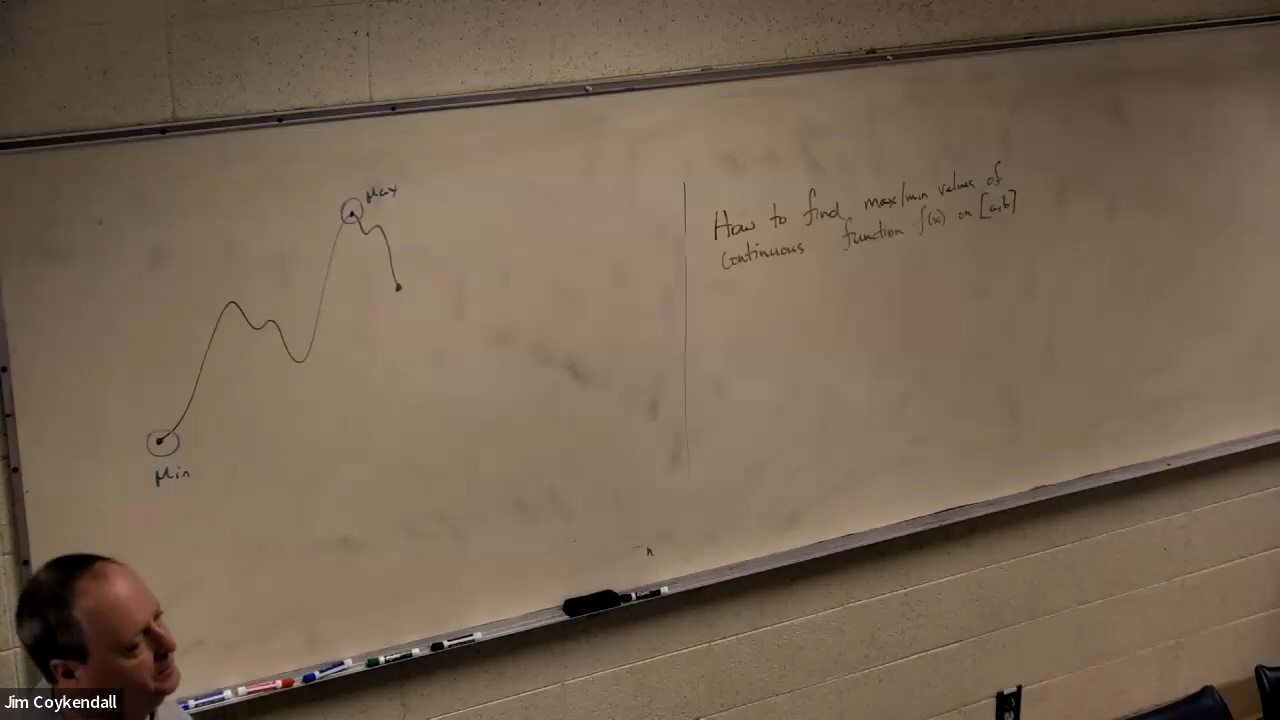 Max
Min
How to find max/min values of
continuous function f(x) on [a,b]
n
Jim Coykendall